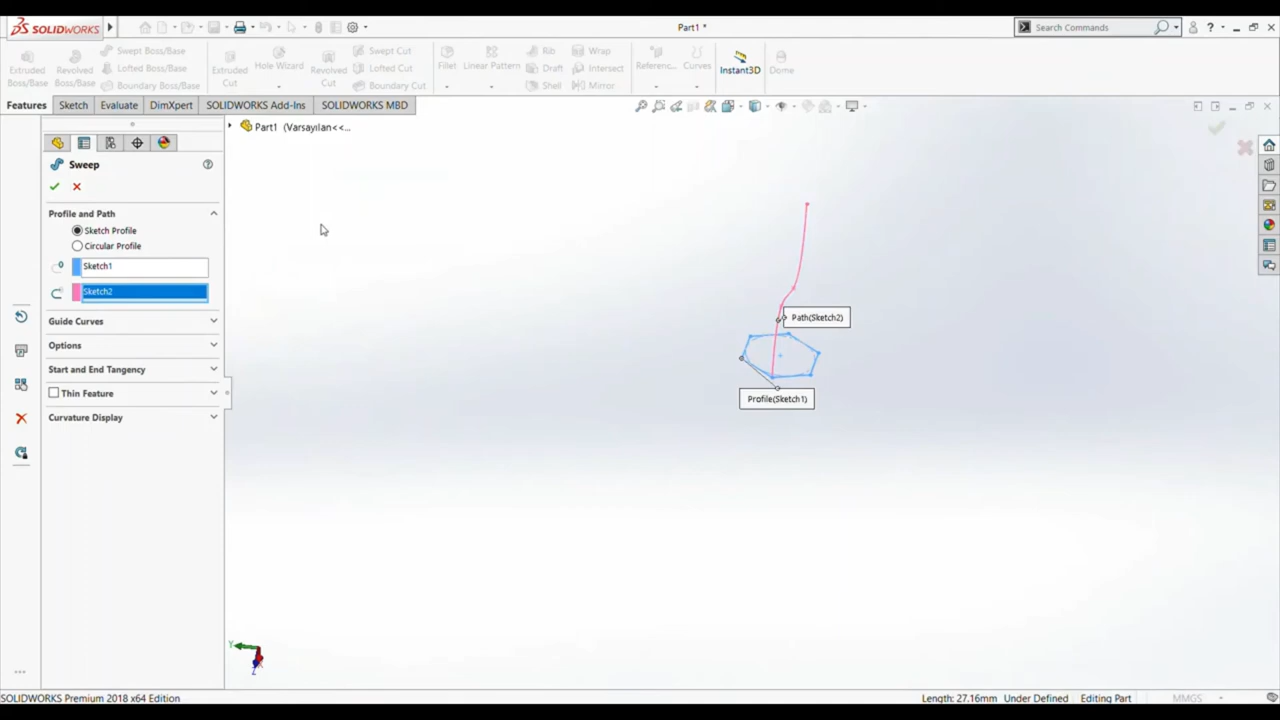 SOLIDWORKS
Part1 *
Search Commands
Extruded Boss/Base
Revolved Boss/Base
Swept Boss/Base
Lofted Boss/Base
Boundary Boss/Base
Extruded Cut
Hole Wizard
Revolved Cut
Swept Cut
Lofted Cut
Boundary Cut
Fillet
Linear Pattern
Rib
Draft
Shell
Wrap
Intersect
Mirror
Referenc...
Curves
Instant3D
Dome
Features
Sketch
Evaluate
DimXpert
SOLIDWORKS Add-Ins
SOLIDWORKS MBD
Part1 (Varsayılan<<...
Sweep
Profile and Path
Sketch Profile
Circular Profile
Sketch1
Sketch2
Guide Curves
Options
Start and End Tangency
Thin Feature
Curvature Display
Path(Sketch2)
Profile(Sketch1)
Y
Z
SOLIDWORKS Premium 2018 x64 Edition
Length: 27.16mm
Under Defined
Editing Part
MMGS